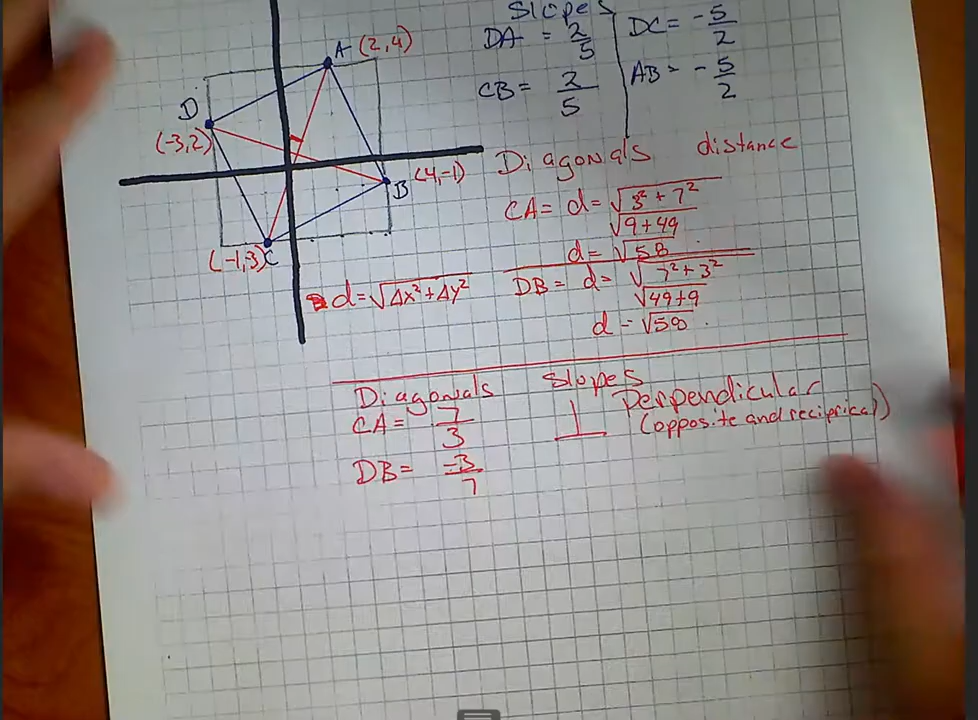 Slopes
DA = 2/5
DC = -5/2
CB = 2/5
AB = -5/2
A (2,4)
D
(-3,2)
B (4,-1)
(-1,3) C
d = √Δx² + Δy²
Diagonals distance
CA = d = √3² + 7²
√9 + 49
d = √58
DB = d = √7² + 3²
√49+9
d = √58
Diagonals Slopes
CA = 7/3
DB = -3/7
⊥ Perpendicular
(opposite and reciprical)